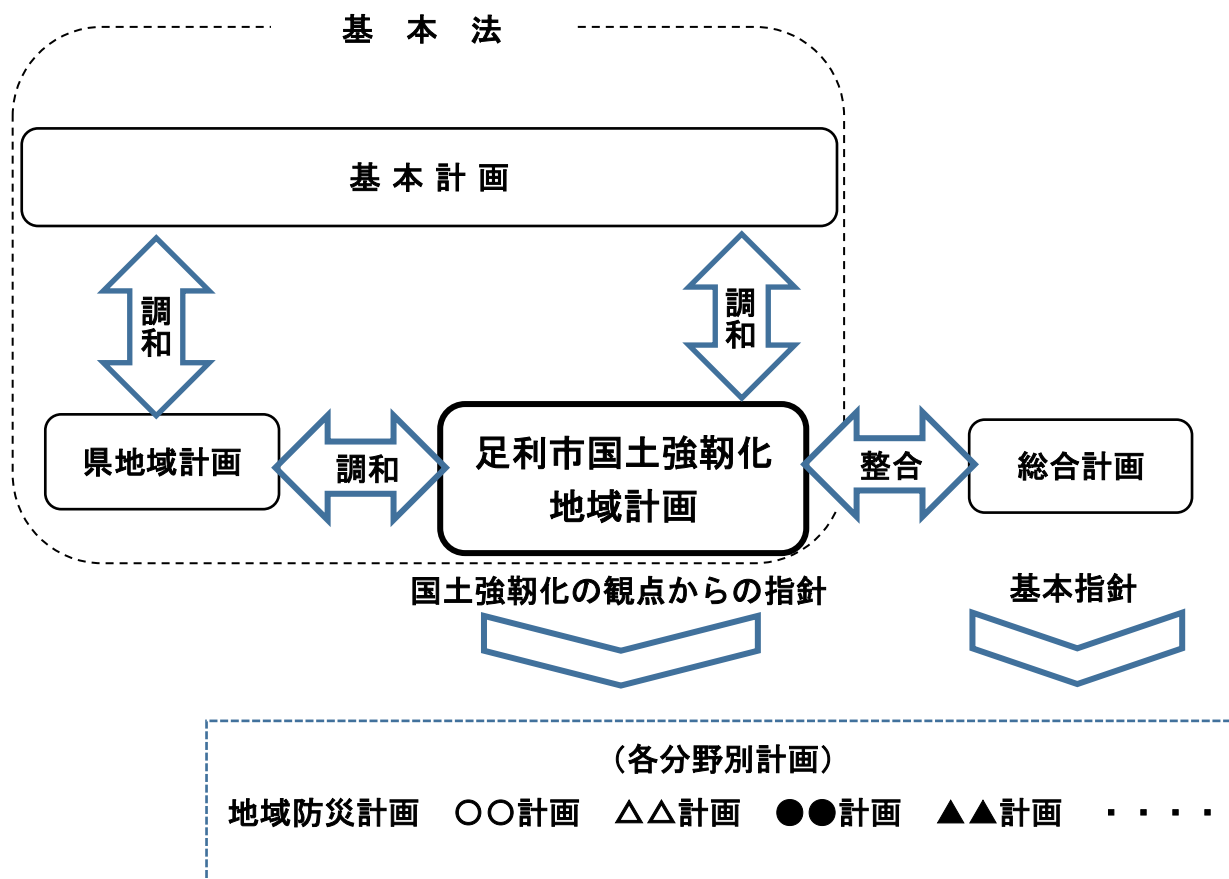 基本法
基本計画
調和
調和
県地域計画
調和
足利市国土強靭化
地域計画
整合
総合計画
国土強靭化の観点からの指針
基本指針
（各分野別計画）
地域防災計画 ○○計画 △△計画 ●●計画 ▲▲計画 ・・・・